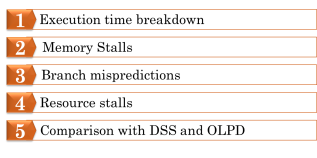 1 Execution time breakdown
2 Memory Stalls
3 Branch mispredictions
4 Resource stalls
5 Comparison with DSS and OLPD